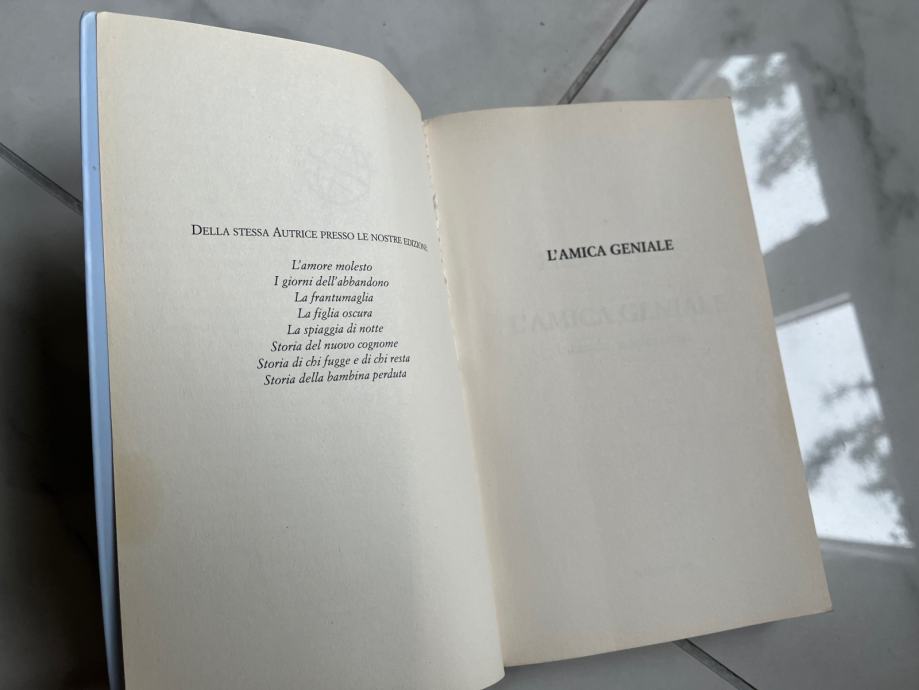 DELLA STESSA AUTRICE PRESSO LE NOSTRE EDIZIONI
L'amore molesto
I giorni dell'abbandono
La frantumaglia
La figlia oscura
La spiaggia di notte
Storia del nuovo cognome
Storia di chi fugge e di chi resta
Storia della bambina perduta
L'AMICA GENIALE
L'AMICA GENIALE